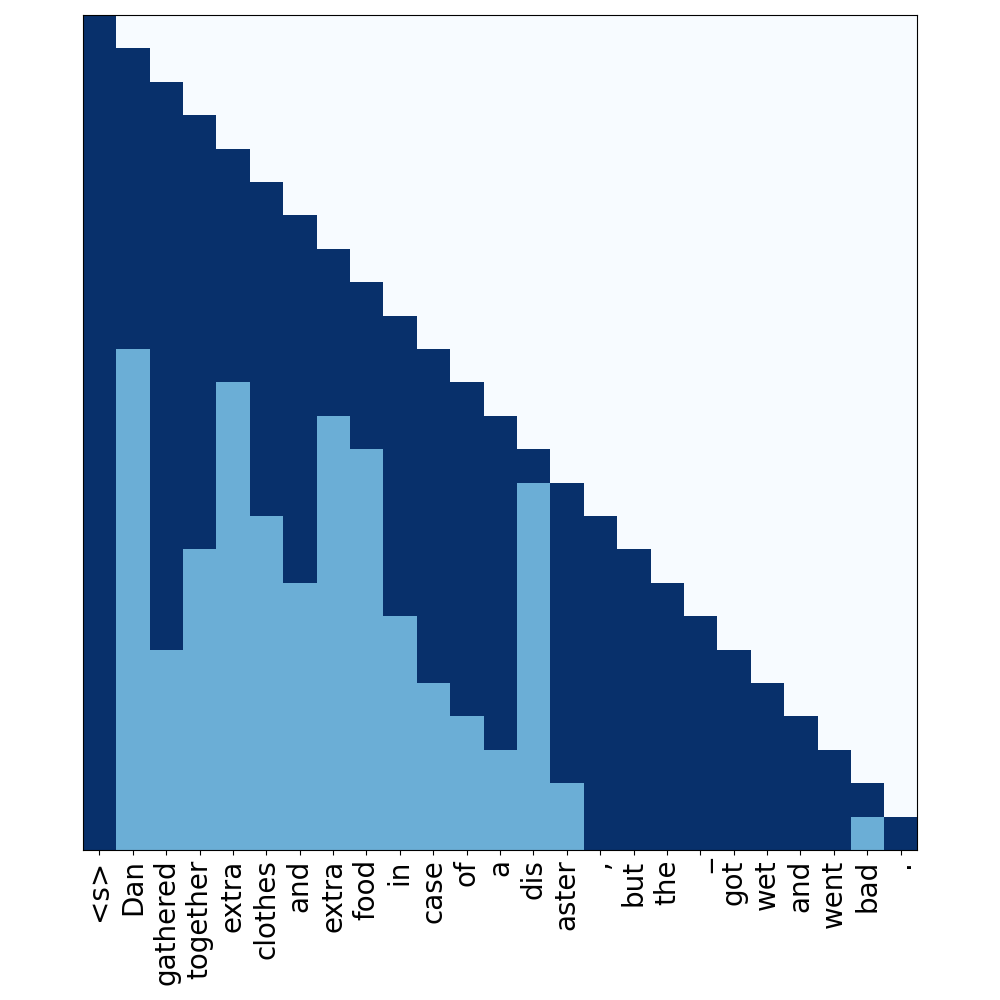 <s>
Dan
gathered
together
extra
clothes
and
extra
food
in
case
of
a
dis
aster
,
but
the
_
got
wet
and
went
bad
.